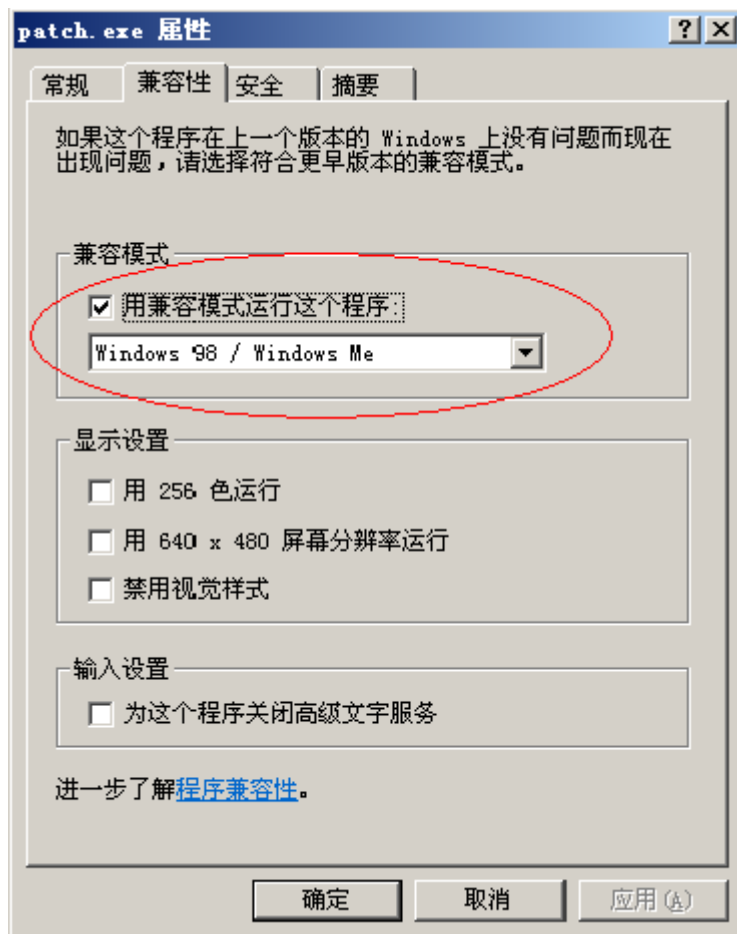 patch.exe 属性
常规 兼容性 安全 摘要
如果这个程序在上一个版本的 Windows 上没有问题而现在
出现问题，请选择符合更早版本的兼容模式。
兼容模式
用兼容模式运行这个程序:
Windows 98 / Windows Me
显示设置
用 256 色运行
用 640 x 480 屏幕分辨率运行
禁用视觉样式
输入设置
为这个程序关闭高级文字服务
进一步了解程序兼容性。
确定 取消 应用(A)